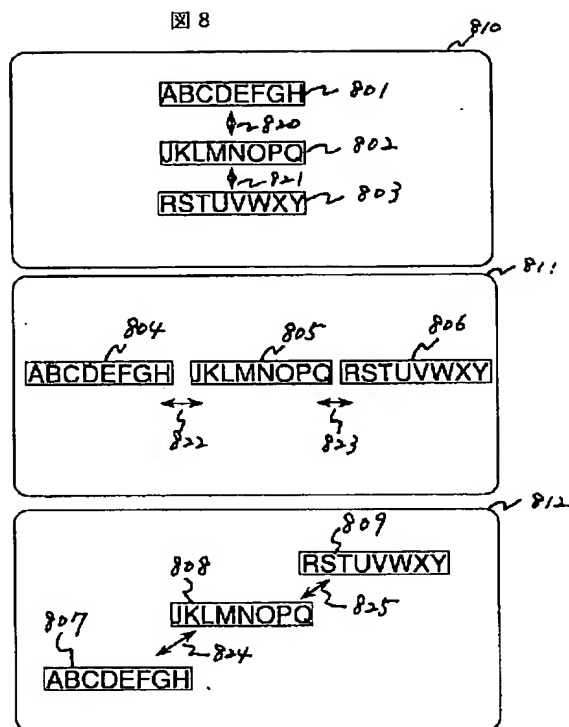 図 8
810
ABCDEFGH 801
820
JKLMNOPQ 802
821
RSTUVWXY 803
811
804 805 806
ABCDEFGH JKLMNOPQ RSTUVWXY
822 823
812
809
RSTUVWXY
808 825
JKLMNOPQ
807 824
ABCDEFGH